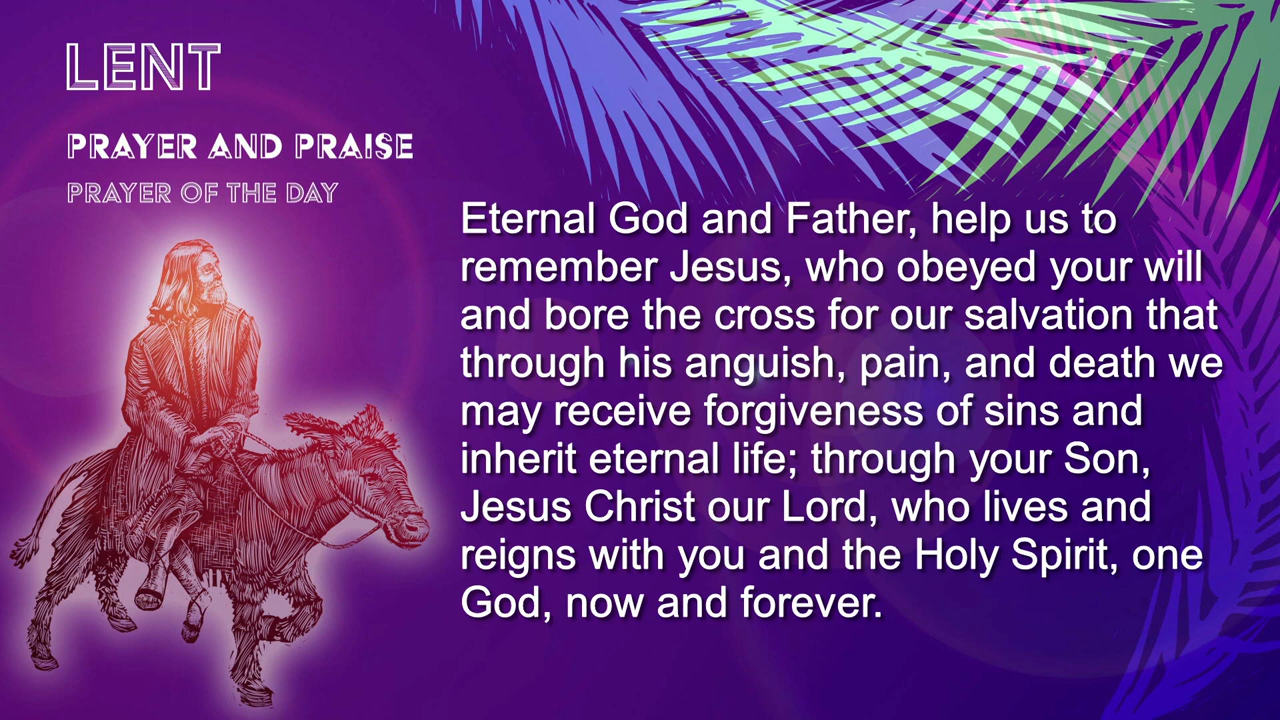 LENT
PRAYER AND PRAISE
PRAYER OF THE DAY
Eternal God and Father, help us to
remember Jesus, who obeyed your will
and bore the cross for our salvation that
through his anguish, pain, and death we
may receive forgiveness of sins and
inherit eternal life; through your Son,
Jesus Christ our Lord, who lives and
reigns with you and the Holy Spirit, one
God, now and forever.